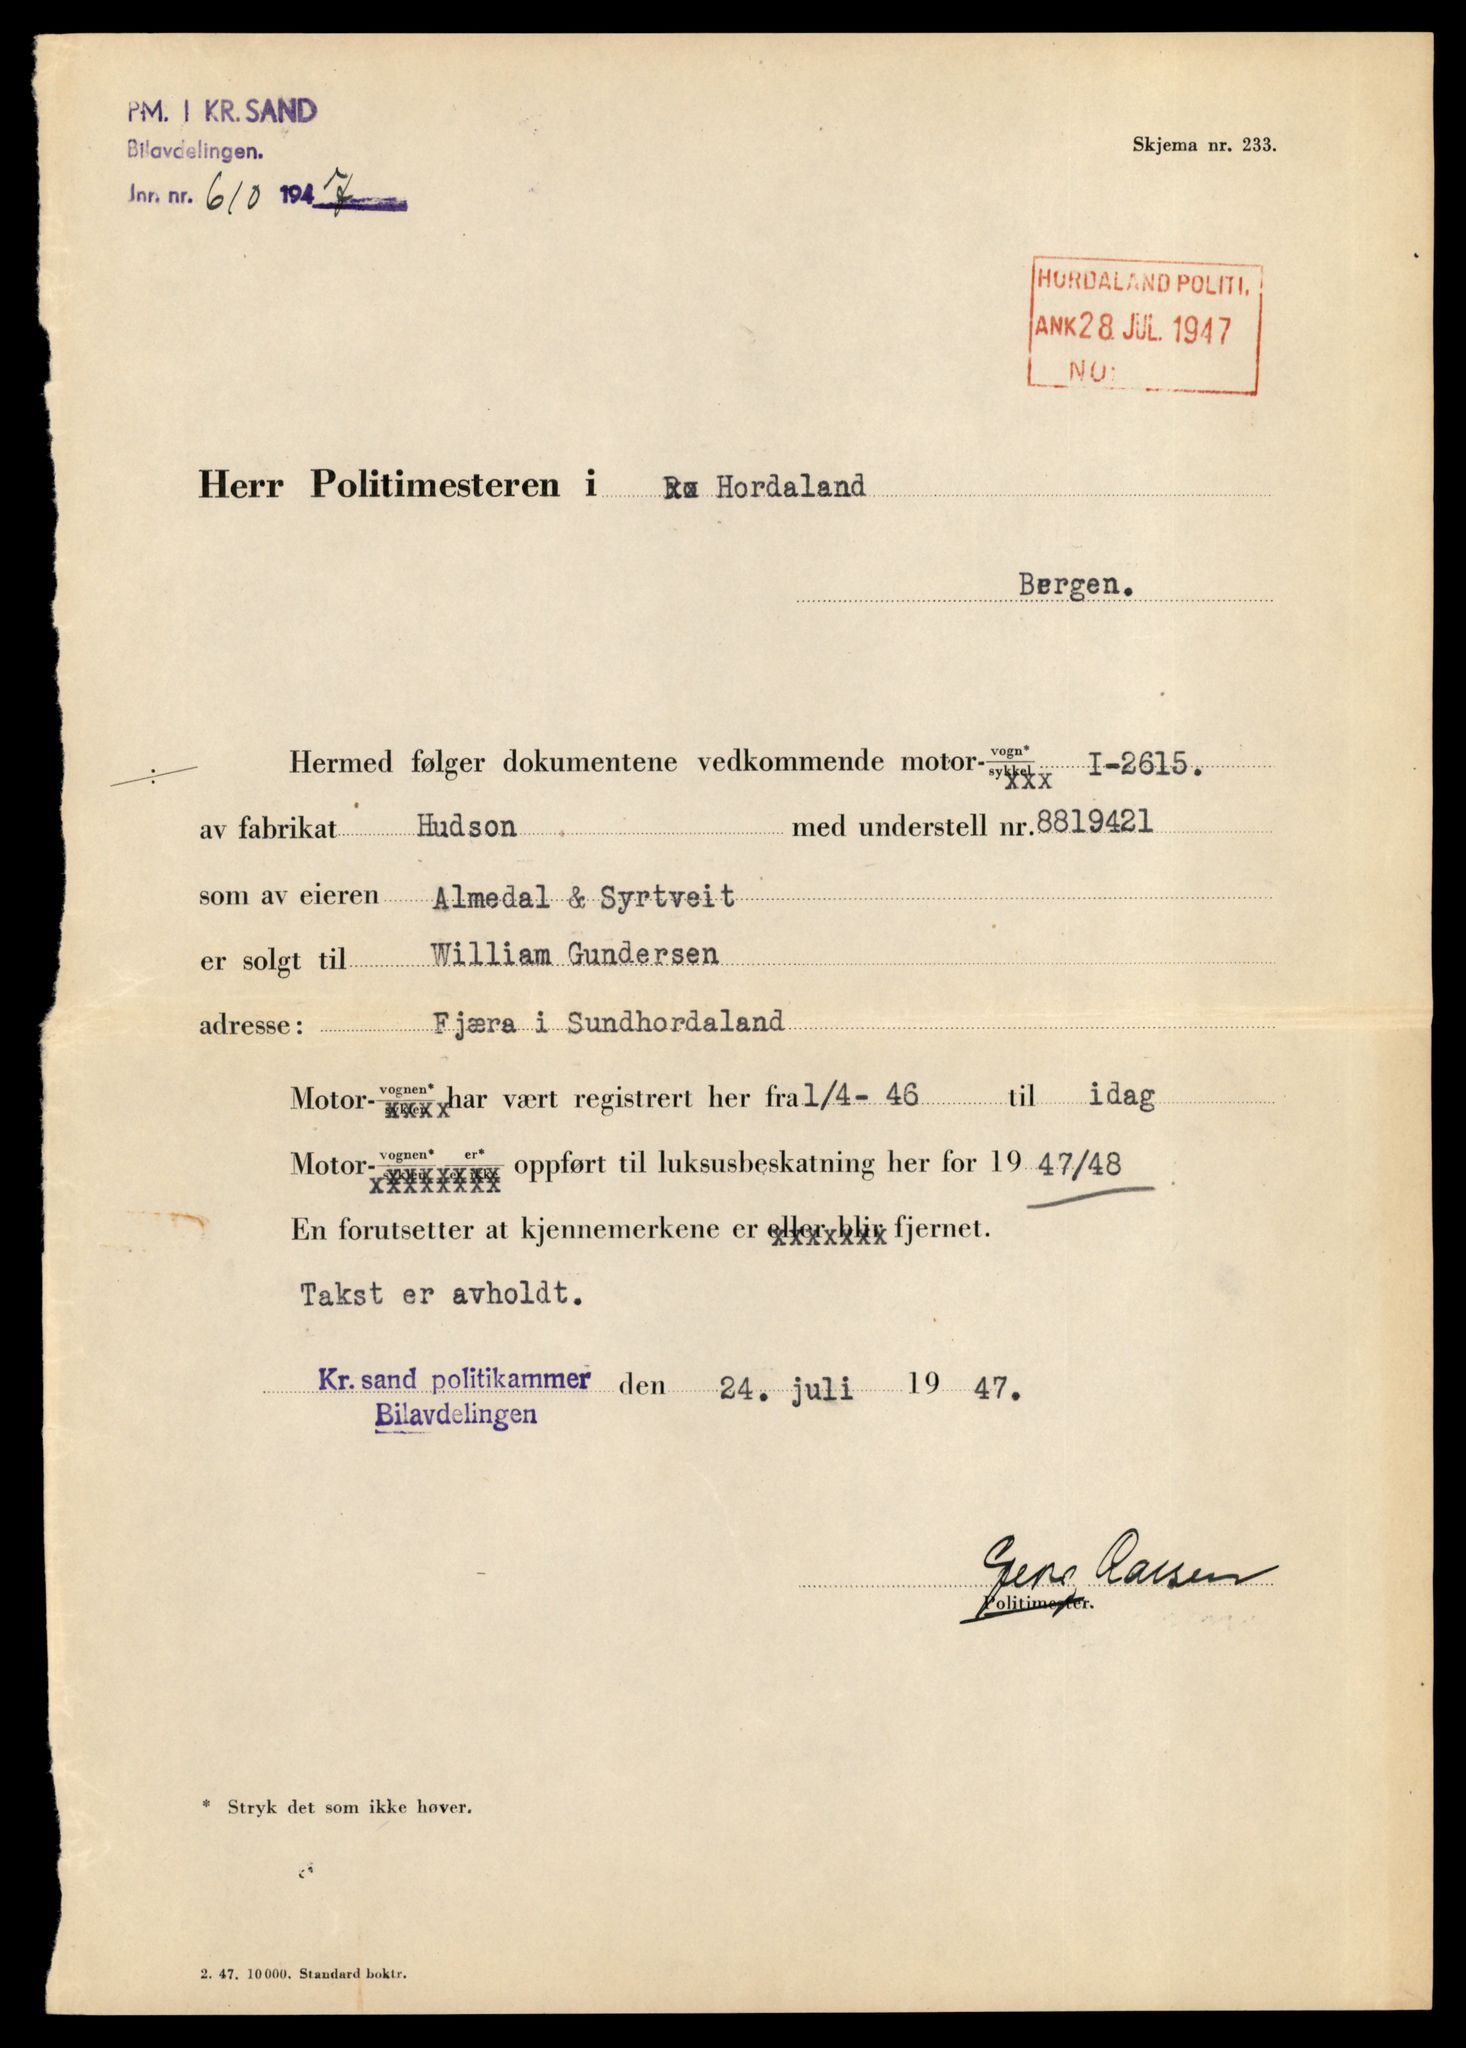 PM. I KR. SAND
Bilavdelingen.
Jnr. nr. 610 1947
Skjema nr. 233.
HORDALAND POLITI.
ANK 28. JUL. 1947
NO:
Herr Politimesteren i Hordaland
Bergen.
Hermed følger dokumentene vedkommende motor-vogn*/sykkel I-2615.
av fabrikat Hudson med understell nr. 8819421
som av eieren Almedal & Syrtveit
er solgt til William Gundersen
adresse: Fjæra i Sundhordaland
Motor-vognen* har vært registrert her fra 1/4-46 til idag
Motor-vognen* er* oppført til luksusbeskatning her for 1947/48
En forutsetter at kjennemerkene er eller blir fjernet.
Takst er avholdt.
Kr. sand politikammer den 24. juli 1947.
Bilavdelingen
Politimester.
* Stryk det som ikke høver.
2. 47. 10 000. Standard boktr.